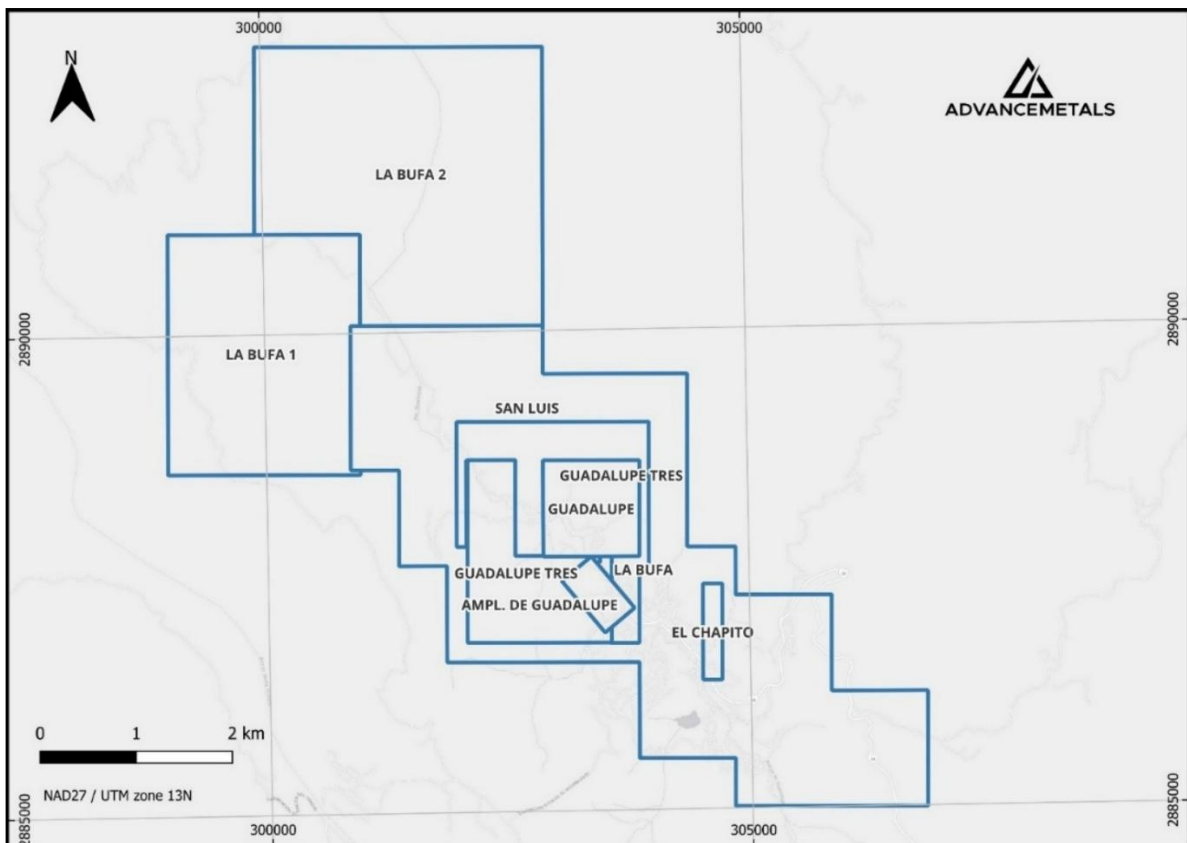 300000
305000
N
ADVANCEMETALS
LA BUFA 2
2890000
2890000
LA BUFA 1
SAN LUIS
GUADALUPE TRES
GUADALUPE
GUADALUPE TRES
LA BUFA
AMPL. DE GUADALUPE
EL CHAPITO
0 1 2 km
NAD27 / UTM zone 13N
2885000
2885000
300000
305000